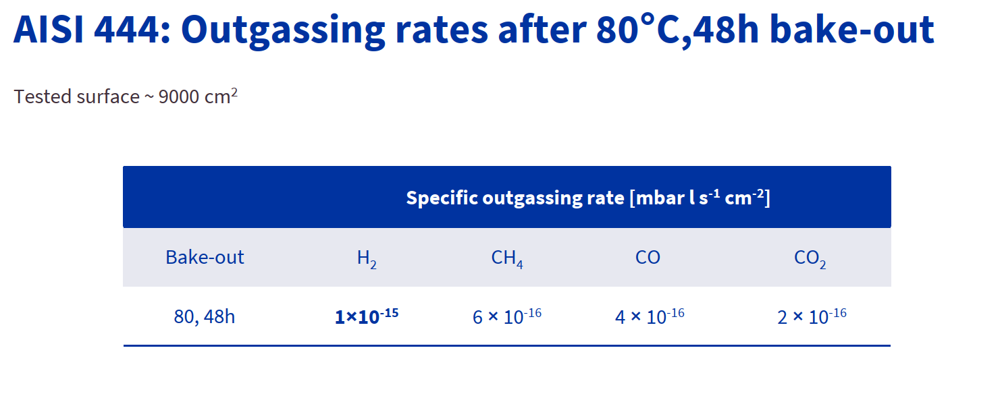 AISI 444: Outgassing rates after 80°C,48h bake-out
Tested surface ~ 9000 cm²
Specific outgassing rate [mbar l s⁻¹ cm⁻²]
Bake-out H₂ CH₄ CO CO₂
80, 48h 1×10⁻¹⁵ 6 × 10⁻¹⁶ 4 × 10⁻¹⁶ 2 × 10⁻¹⁶